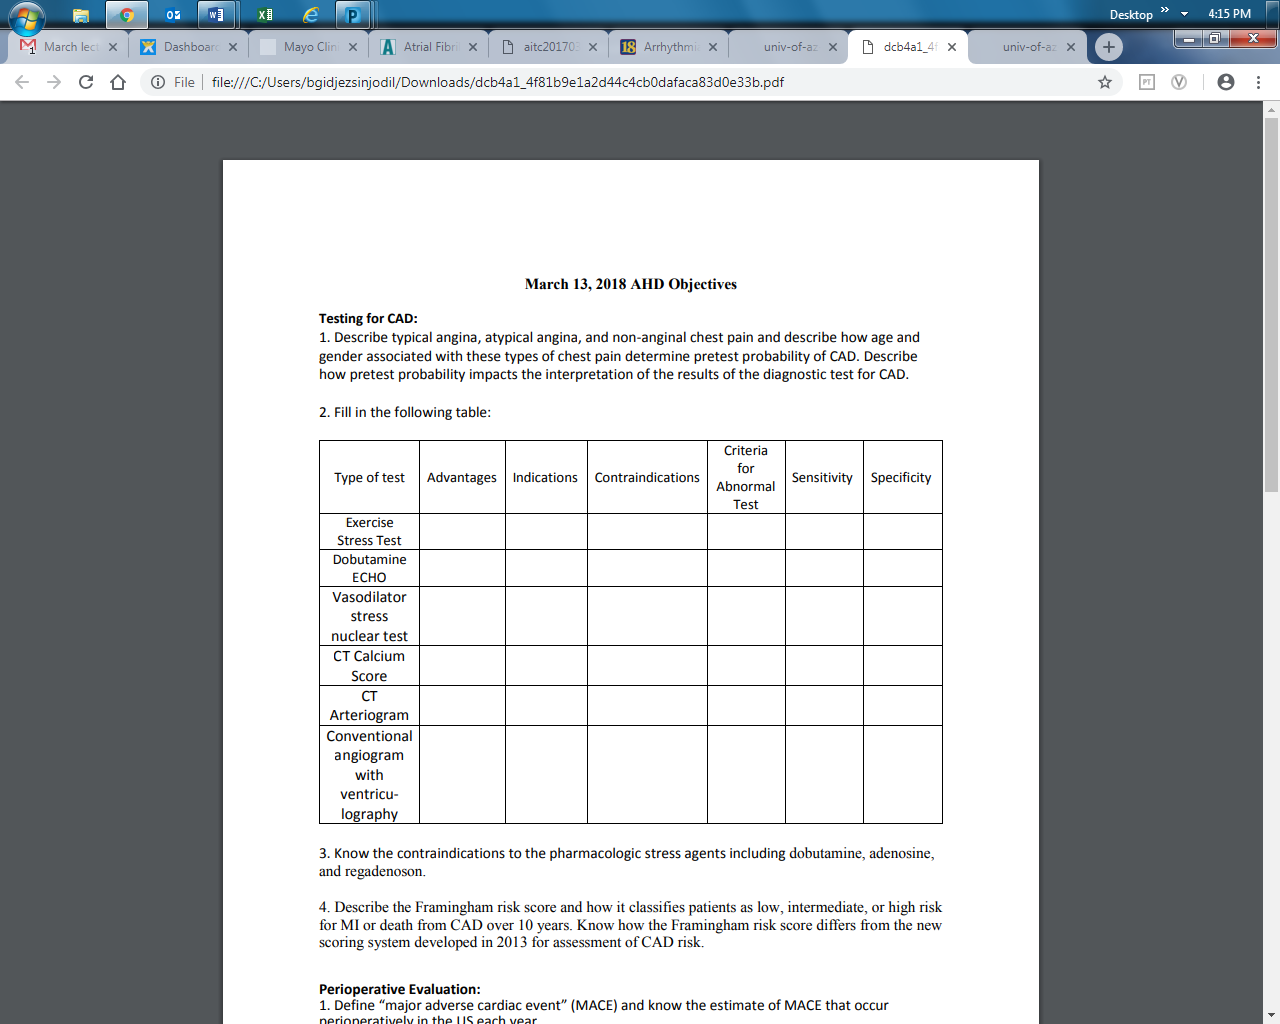 Desktop
»
4:15 PM
March lec
Dashboar
Mayo Clin
Atrial Fibr
aitc20170
18 Arrhythmi
univ-of-az
dcb4a1_4f
univ-of-az
File
file:///C:/Users/bgidjezsinjodil/Downloads/dcb4a1_4f81b9e1a2d44c4cb0dafaca83d0e33b.pdf
March 13, 2018 AHD Objectives
Testing for CAD:
1. Describe typical angina, atypical angina, and non-anginal chest pain and describe how age and
gender associated with these types of chest pain determine pretest probability of CAD. Describe
how pretest probability impacts the interpretation of the results of the diagnostic test for CAD.
2. Fill in the following table:
Type of test
Advantages
Indications
Contraindications
Criteria
for
Abnormal
Test
Sensitivity
Specificity
Exercise
Stress Test
Dobutamine
ECHO
Vasodilator
stress
nuclear test
CT Calcium
Score
CT
Arteriogram
Conventional
angiogram
with
ventricu-
lography
3. Know the contraindications to the pharmacologic stress agents including dobutamine, adenosine,
and regadenoson.
4. Describe the Framingham risk score and how it classifies patients as low, intermediate, or high risk
for MI or death from CAD over 10 years. Know how the Framingham risk score differs from the new
scoring system developed in 2013 for assessment of CAD risk.
Perioperative Evaluation:
1. Define “major adverse cardiac event” (MACE) and know the estimate of MACE that occur
perioperatively in the US each year.